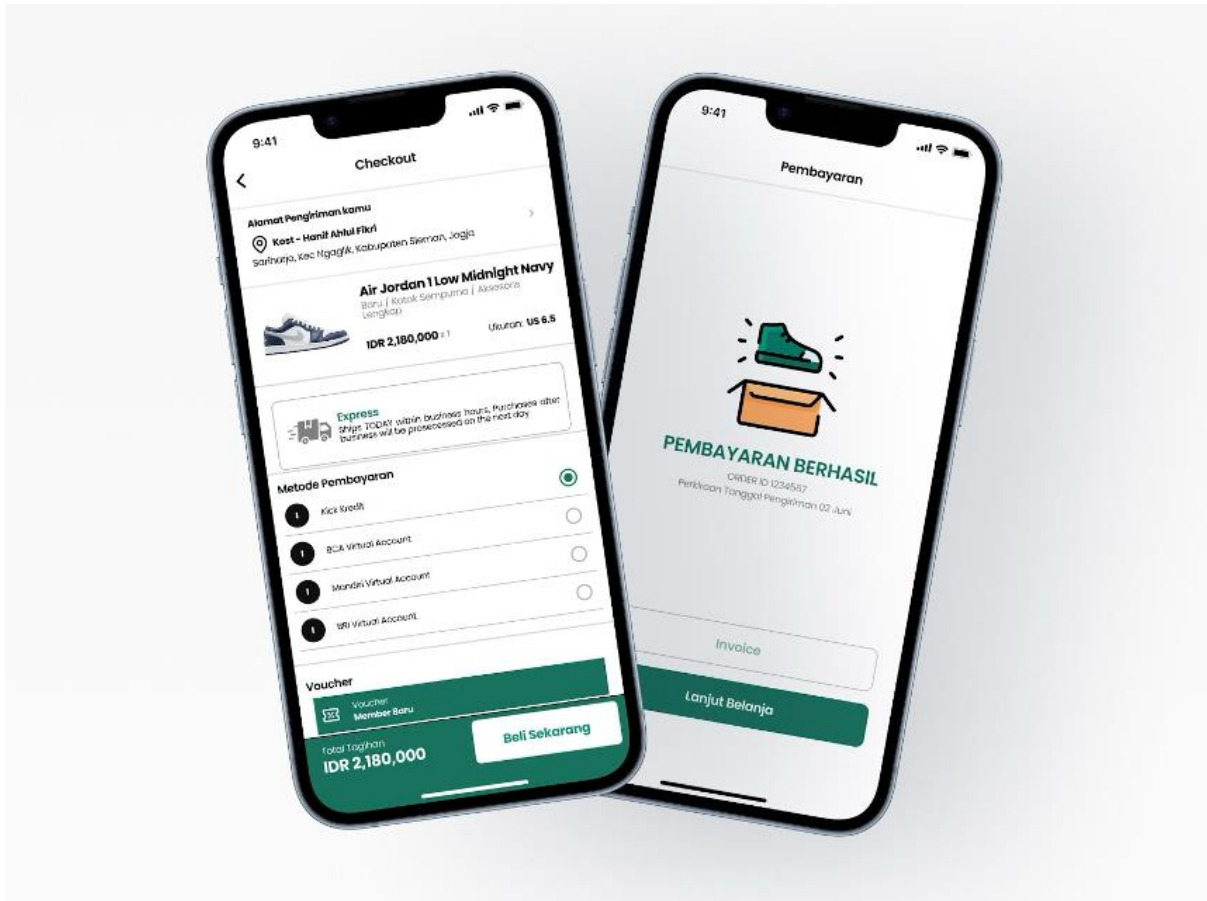 9:41
Checkout
Alamat Pengiriman kamu
Kost - Hanif Ahlul Fikri
Sariharjo, Kec Ngaglik, Kabupaten Sleman, Jogja
Air Jordan 1 Low Midnight Navy
Baru / Kotak Sempurna / Aksesoris
Lengkap
IDR 2,180,000 x 1 Ukuran: US 6.5
Express
Ships TODAY within business hours, Purchases after
business will be prosecessed on the next day
Metode Pembayaran
Kick Kredit
BCA Virtual Account
Mandiri Virtual Account
BRI Virtual Account
Voucher
Voucher
Member Baru
Total Tagihan
IDR 2,180,000
Beli Sekarang
9:41
Pembayaran
PEMBAYARAN BERHASIL
ORDER ID 1234567
Perkiraan Tanggal Pengiriman 02 Juni
Invoice
Lanjut Belanja